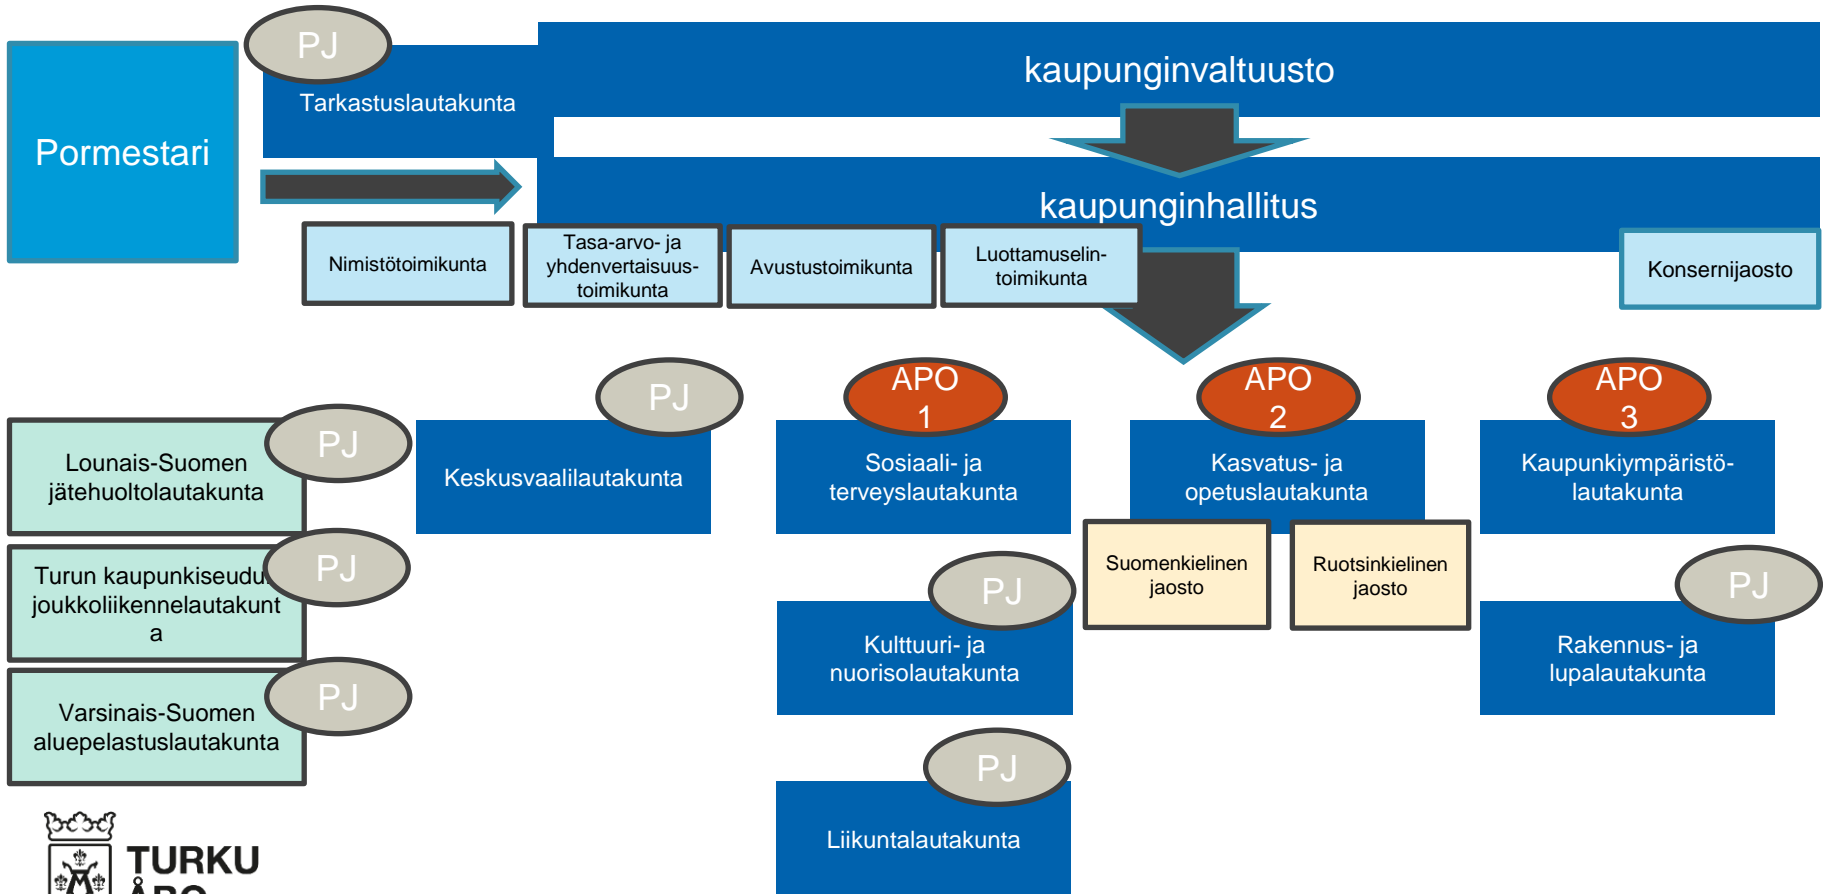 PJ
Tarkastuslautakunta
kaupunginvaltuusto
Pormestari
kaupunginhallitus
Nimistötoimikunta
Tasa-arvo- ja
yhdenvertaisuus-
toimikunta
Avustustoimikunta
Luottamuselin-
toimikunta
Konsernijaosto
PJ
Lounais-Suomen
jätehuoltolautakunta
PJ
Keskusvaalilautakunta
APO
1
Sosiaali- ja
terveyslautakunta
APO
2
Kasvatus- ja
opetuslautakunta
APO
3
Kaupunkiympäristö-
lautakunta
PJ
Turun kaupunkiseudun
joukkoliikennelautakunt
a
PJ
Kulttuuri- ja
nuorisolautakunta
Suomenkielinen
jaosto
Ruotsinkielinen
jaosto
PJ
Rakennus- ja
lupalautakunta
PJ
Varsinais-Suomen
aluepelastuslautakunta
PJ
Liikuntalautakunta
TURKU
ÅBO